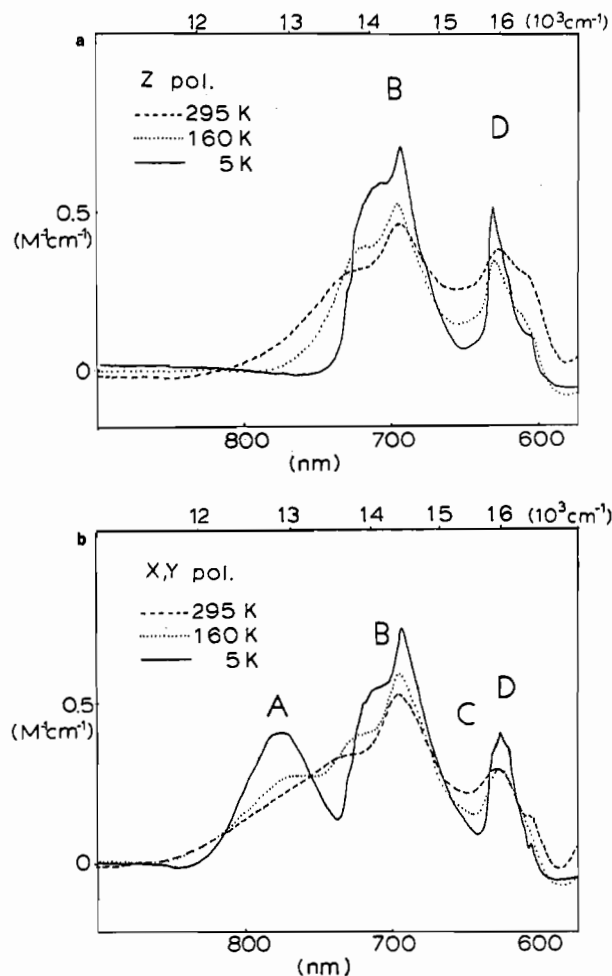 a
12 13 14 15 16 (10³cm⁻¹)
Z pol.
295 K
160 K
5 K
B
D
0.5
(M⁻¹cm⁻¹)
0
800 700 600
(nm)
b
12 13 14 15 16 (10³cm⁻¹)
X,Y pol.
295 K
160 K
5 K
A
B
C
D
0.5
(M⁻¹cm⁻¹)
0
800 700 600
(nm)